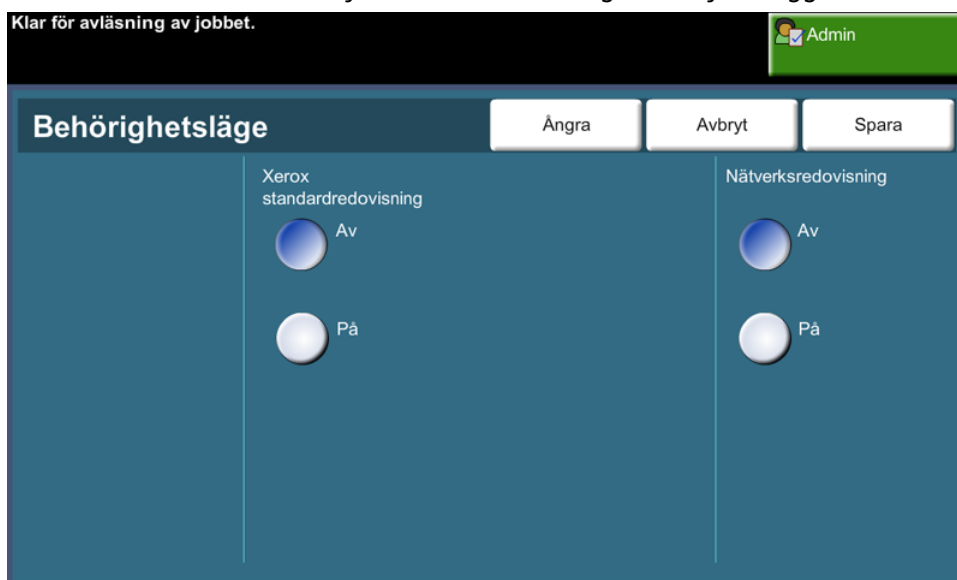 Klar för avläsning av jobbet.
Admin
Behörighetsläge
Ångra
Avbryt
Spara
Xerox
standardredovisning
Av
På
Nätverksredovisning
Av
På